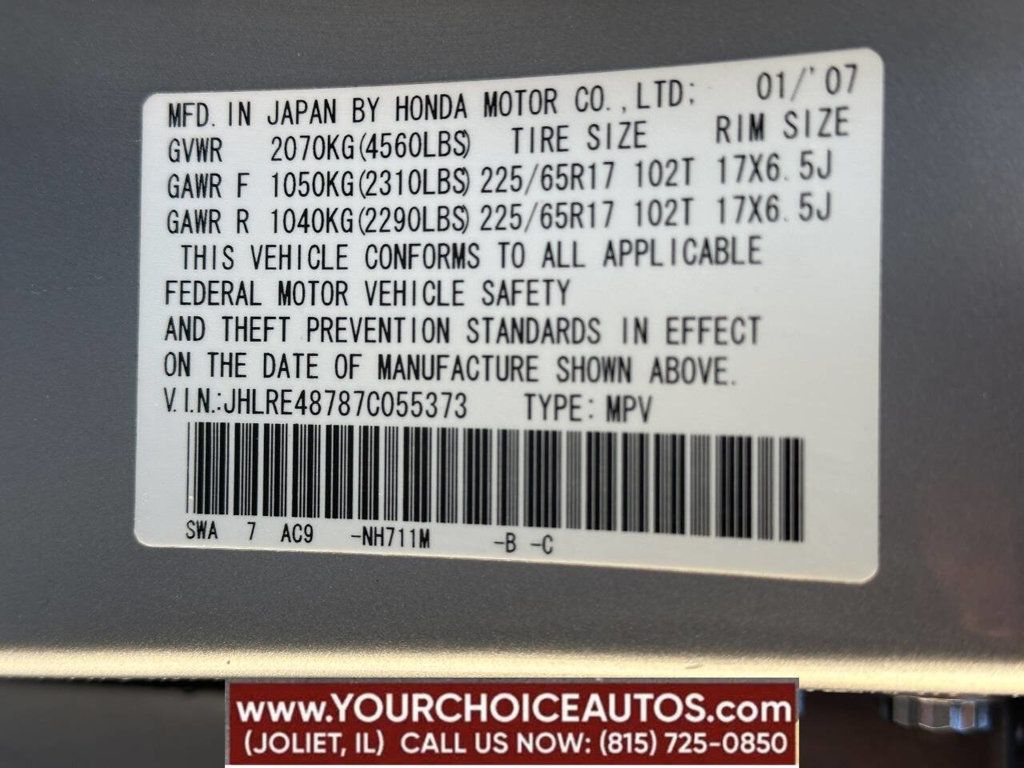 MFD. IN JAPAN BY HONDA MOTOR CO., LTD: 01/'07
GVWR 2070KG(4560LBS) TIRE SIZE RIM SIZE
GAWR F 1050KG(2310LBS) 225/65R17 102T 17X6.5J
GAWR R 1040KG(2290LBS) 225/65R17 102T 17X6.5J
THIS VEHICLE CONFORMS TO ALL APPLICABLE
FEDERAL MOTOR VEHICLE SAFETY
AND THEFT PREVENTION STANDARDS IN EFFECT
ON THE DATE OF MANUFACTURE SHOWN ABOVE.
V.I.N.:JHLRE48787C055373 TYPE: MPV
SWA 7 AC9 -NH711M -B -C
www.YOURCHOICEAUTOS.com
(JOLIET, IL) CALL US NOW: (815) 725-0850